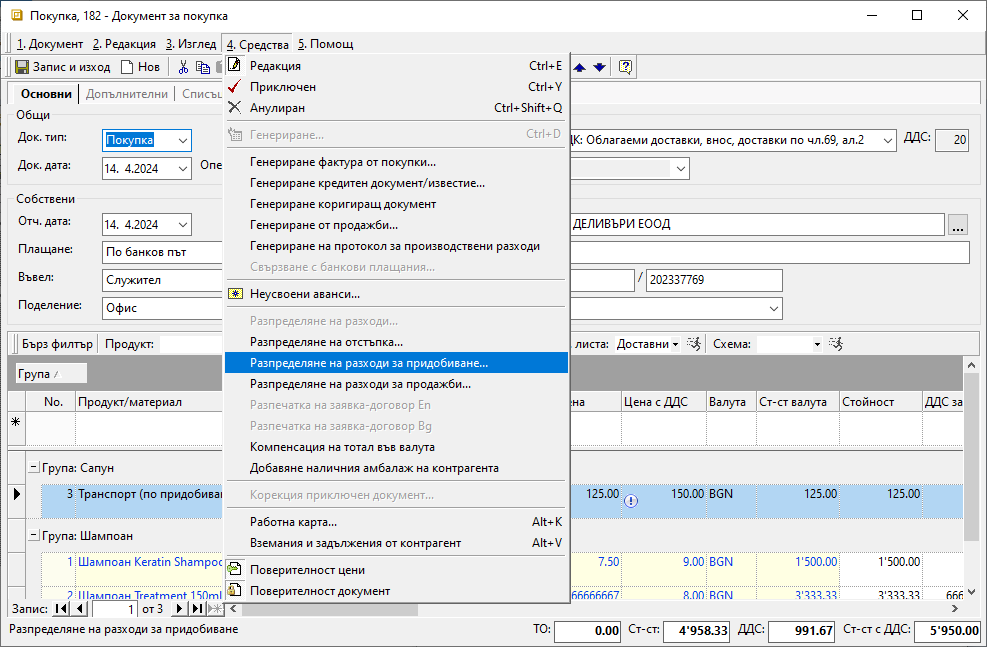 Покупка, 182 - Документ за покупка
1. Документ 2. Редакция 3. Изглед 4. Средства 5. Помощ
Запис и изход Нов
Основни Допълнителни
Общи
Док. тип: Покупка
ДК: Облагаеми доставки, внос, доставки по чл.69, ал.2 ДДС: 20
Док. дата: 14. 4.2024
Собствени
Отч. дата: 14. 4.2024
ДЕЛИВЪРИ ЕООД ...
Плащане: По банков път
Въвел: Служител
/ 202337769
Поделение: Офис
Редакция Ctrl+E
Приключен Ctrl+Y
Анулиран Ctrl+Shift+Q
Генериране... Ctrl+D
Генериране фактура от покупки...
Генериране кредитен документ/известие...
Генериране коригиращ документ
Генериране от продажби...
Генериране на протокол за производствени разходи
Свързване с банкови плащания...
Неусвоени аванси...
Разпределяне на разходи...
Разпределяне на отстъпка...
Разпределяне на разходи за придобиване...
Разпределяне на разходи за продажби...
Разпечатка на заявка-договор En
Разпечатка на заявка-договор Bg
Компенсация на тотал във валута
Добавяне наличния амбалаж на контрагента
Корекция приключен документ...
Работна карта... Alt+K
Вземания и задължения от контрагент Alt+V
Поверителност цени
Поверителност документ
Бърз филтър Продукт: листа: Доставни Схема:
Група
No. Продукт/материал Цена с ДДС Валута Ст-ст валута Стойност ДДС за
Група: Сапун
3 Транспорт (по придобиван 125.00 150.00 BGN 125.00 125.00
Група: Шампоан
1 Шампоан Keratin Shampoo 7.50 9.00 BGN 1'500.00 1'500.00
2 Шампоан Treatment 150ml 66666667 8.00 BGN 3'333.33 3'333.33 666
Запис: 1 от 3
Разпределяне на разходи за придобиване ТО: 0.00 Ст-ст: 4'958.33 ДДС: 991.67 Ст-ст с ДДС: 5'950.00